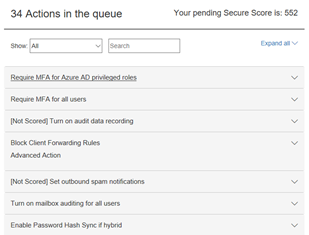 34 Actions in the queue
Your pending Secure Score is: 552
Show: All
Search
Expand all
Require MFA for Azure AD privileged roles
Require MFA for all users
[Not Scored] Turn on audit data recording
Block Client Forwarding Rules
Advanced Action
[Not Scored] Set outbound spam notifications
Turn on mailbox auditing for all users
Enable Password Hash Sync if hybrid